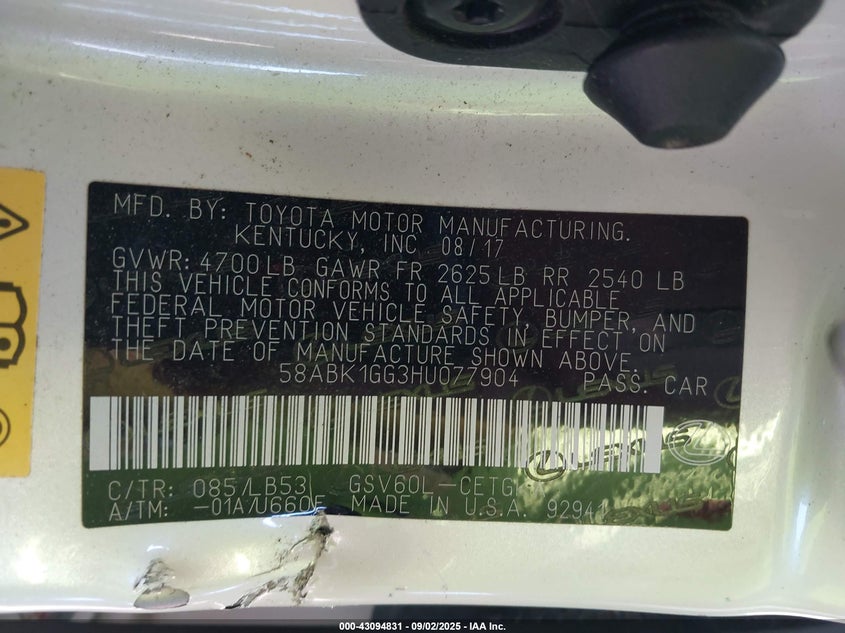 MFD. BY: TOYOTA MOTOR MANUFACTURING.
KENTUCKY, INC 08/17
GVWR: 4700LB GAWR FR 2625LB RR 2540 LB
THIS VEHICLE CONFORMS TO ALL APPLICABLE
FEDERAL MOTOR VEHICLE SAFETY, BUMPER, AND
THEFT PREVENTION STANDARDS IN EFFECT ON
THE DATE OF MANUFACTURE SHOWN ABOVE.
58ABK1GG3HU077904 PASS. CAR
LEXUS
C/TR: 085/LB53 GSV60L-CETG
A/TM: -01A/U660E MADE IN U.S.A.
000-43094831 - 09/02/2025 - IAA Inc.